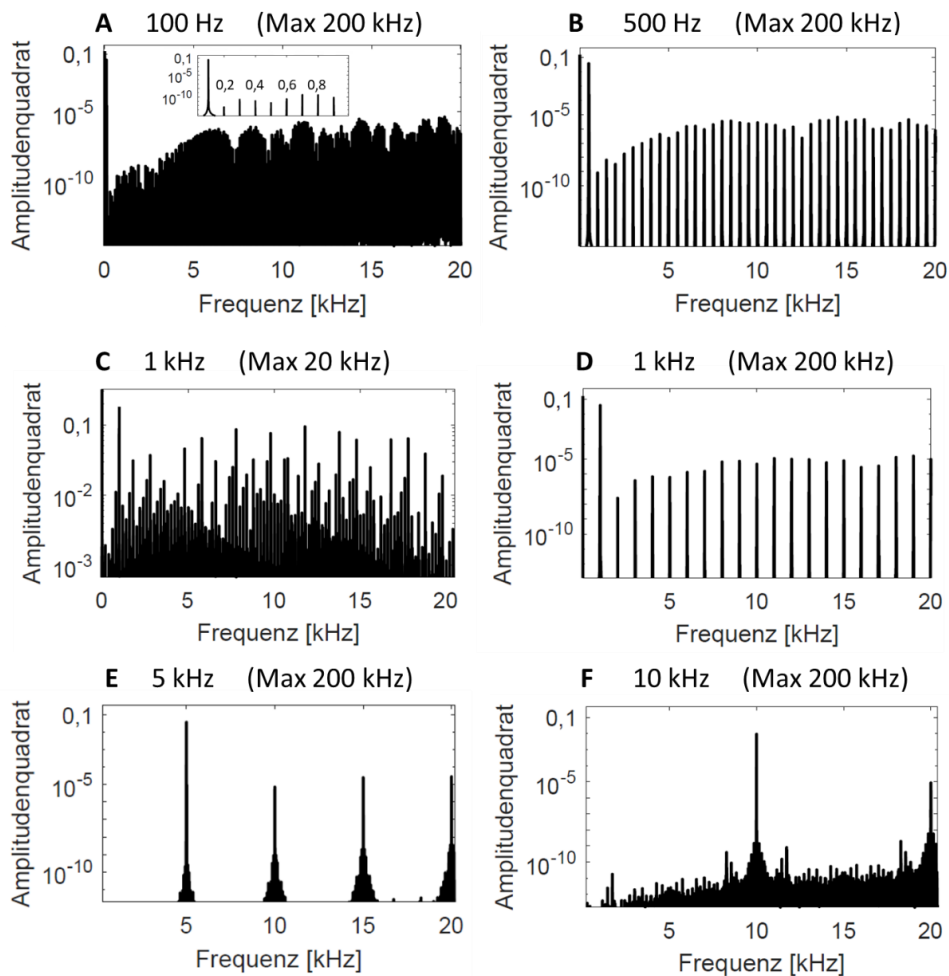 A 100 Hz (Max 200 kHz)
Amplitudenquadrat
0,1
10-5
10-10
0,1
10-5
10-10
0,2 0,4 0,6 0,8
0 5 10 15 20
Frequenz [kHz]
B 500 Hz (Max 200 kHz)
Amplitudenquadrat
0,1
10-5
10-10
5 10 15 20
Frequenz [kHz]
C 1 kHz (Max 20 kHz)
Amplitudenquadrat
0,1
10-2
10-3
0 5 10 15 20
Frequenz [kHz]
D 1 kHz (Max 200 kHz)
Amplitudenquadrat
0,1
10-5
10-10
5 10 15 20
Frequenz [kHz]
E 5 kHz (Max 200 kHz)
Amplitudenquadrat
0,1
10-5
10-10
5 10 15 20
Frequenz [kHz]
F 10 kHz (Max 200 kHz)
Amplitudenquadrat
0,1
10-5
10-10
0 5 10 15 20
Frequenz [kHz]